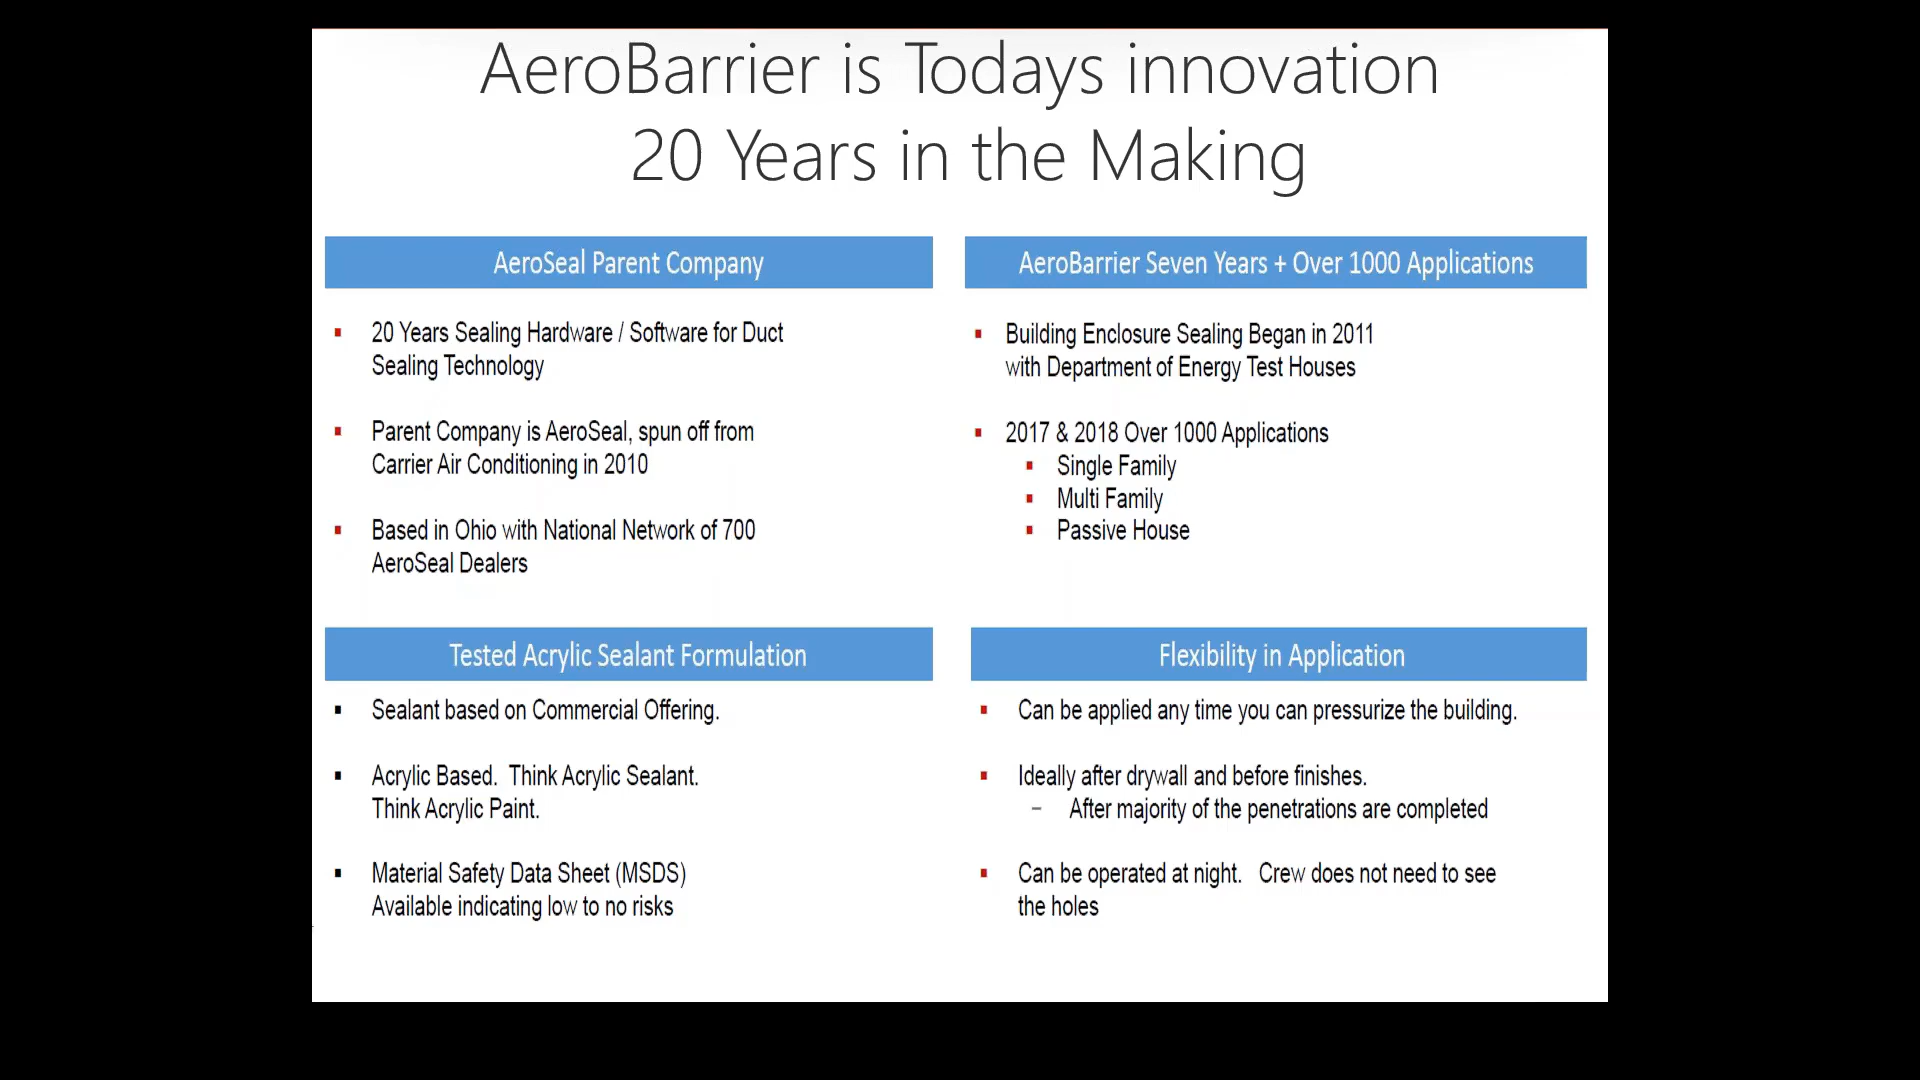 AeroBarrier is Todays innovation
20 Years in the Making
AeroSeal Parent Company
20 Years Sealing Hardware / Software for Duct
Sealing Technology
Parent Company is AeroSeal, spun off from
Carrier Air Conditioning in 2010
Based in Ohio with National Network of 700
AeroSeal Dealers
AeroBarrier Seven Years + Over 1000 Applications
Building Enclosure Sealing Began in 2011
with Department of Energy Test Houses
2017 & 2018 Over 1000 Applications
Single Family
Multi Family
Passive House
Tested Acrylic Sealant Formulation
Sealant based on Commercial Offering.
Acrylic Based. Think Acrylic Sealant.
Think Acrylic Paint.
Material Safety Data Sheet (MSDS)
Available indicating low to no risks
Flexibility in Application
Can be applied any time you can pressurize the building.
Ideally after drywall and before finishes.
– After majority of the penetrations are completed
Can be operated at night. Crew does not need to see
the holes